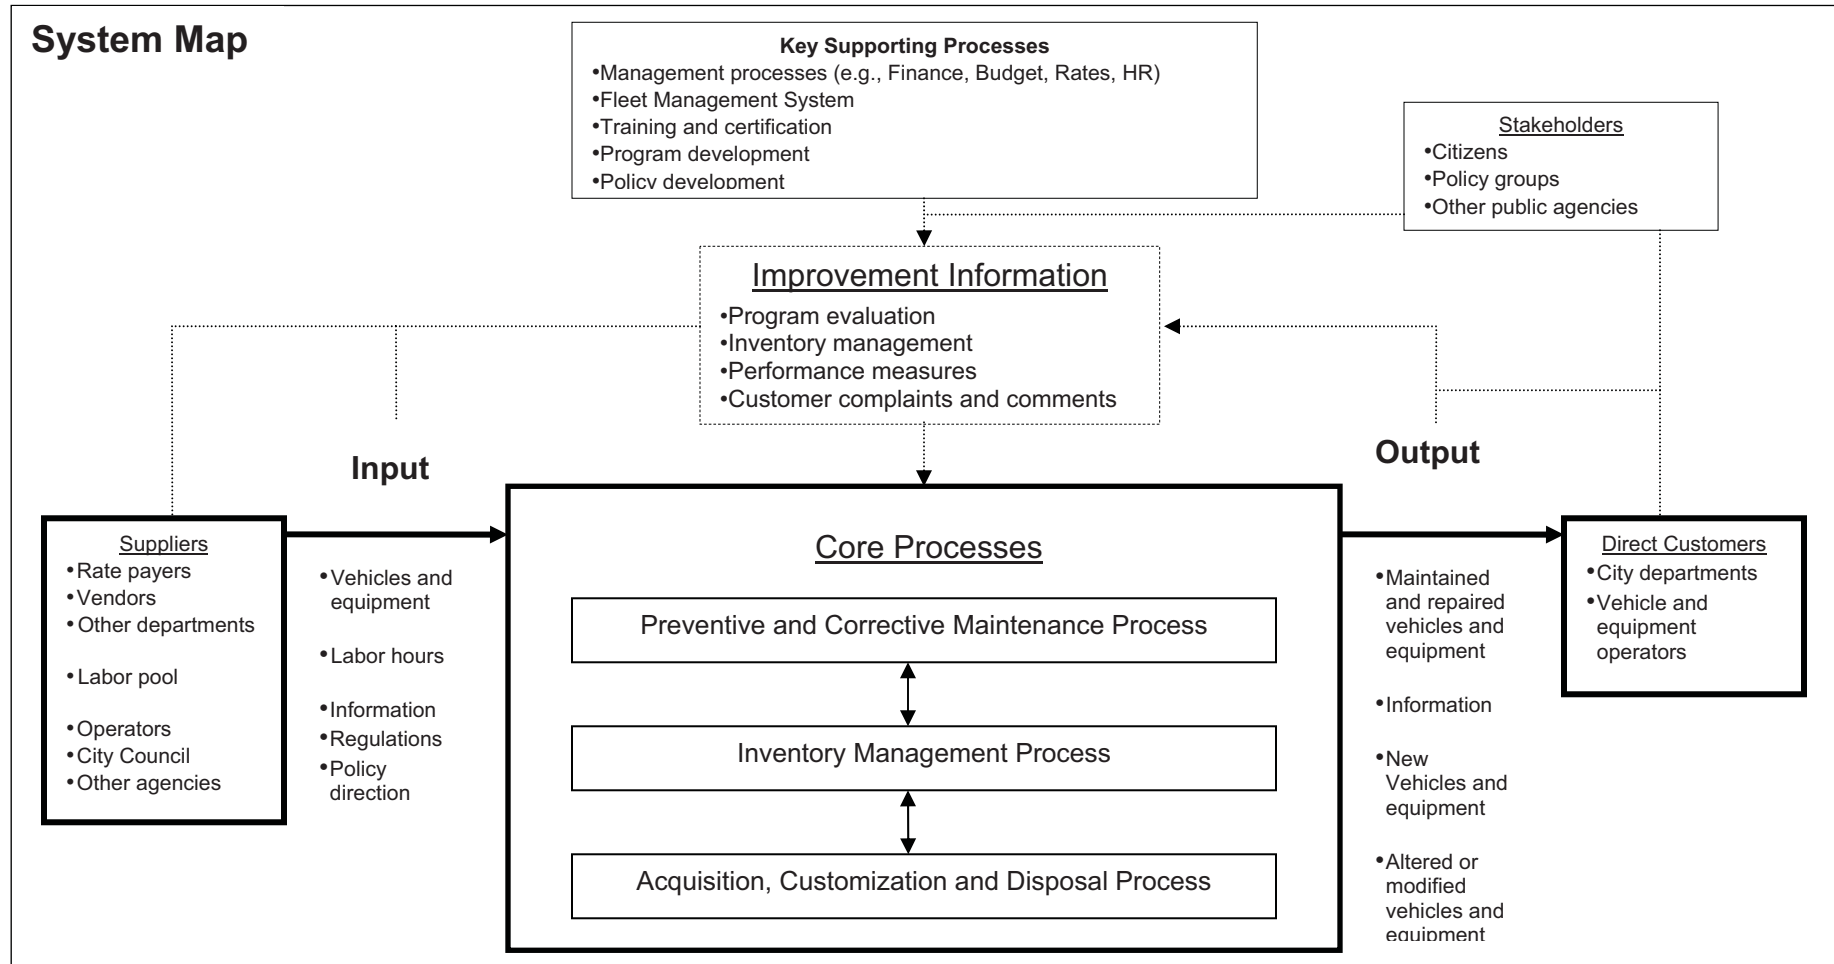 System Map
Key Supporting Processes
•Management processes (e.g., Finance, Budget, Rates, HR)
•Fleet Management System
•Training and certification
•Program development
•Policy development
Stakeholders
•Citizens
•Policy groups
•Other public agencies
Improvement Information
•Program evaluation
•Inventory management
•Performance measures
•Customer complaints and comments
Input
Output
Suppliers
•Rate payers
•Vendors
•Other departments
•Labor pool
•Operators
•City Council
•Other agencies
•Vehicles and
equipment
•Labor hours
•Information
•Regulations
•Policy
direction
Core Processes
Preventive and Corrective Maintenance Process
Inventory Management Process
Acquisition, Customization and Disposal Process
•Maintained
and repaired
vehicles and
equipment
•Information
•New
Vehicles and
equipment
•Altered or
modified
vehicles and
equipment
Direct Customers
•City departments
•Vehicle and
equipment
operators